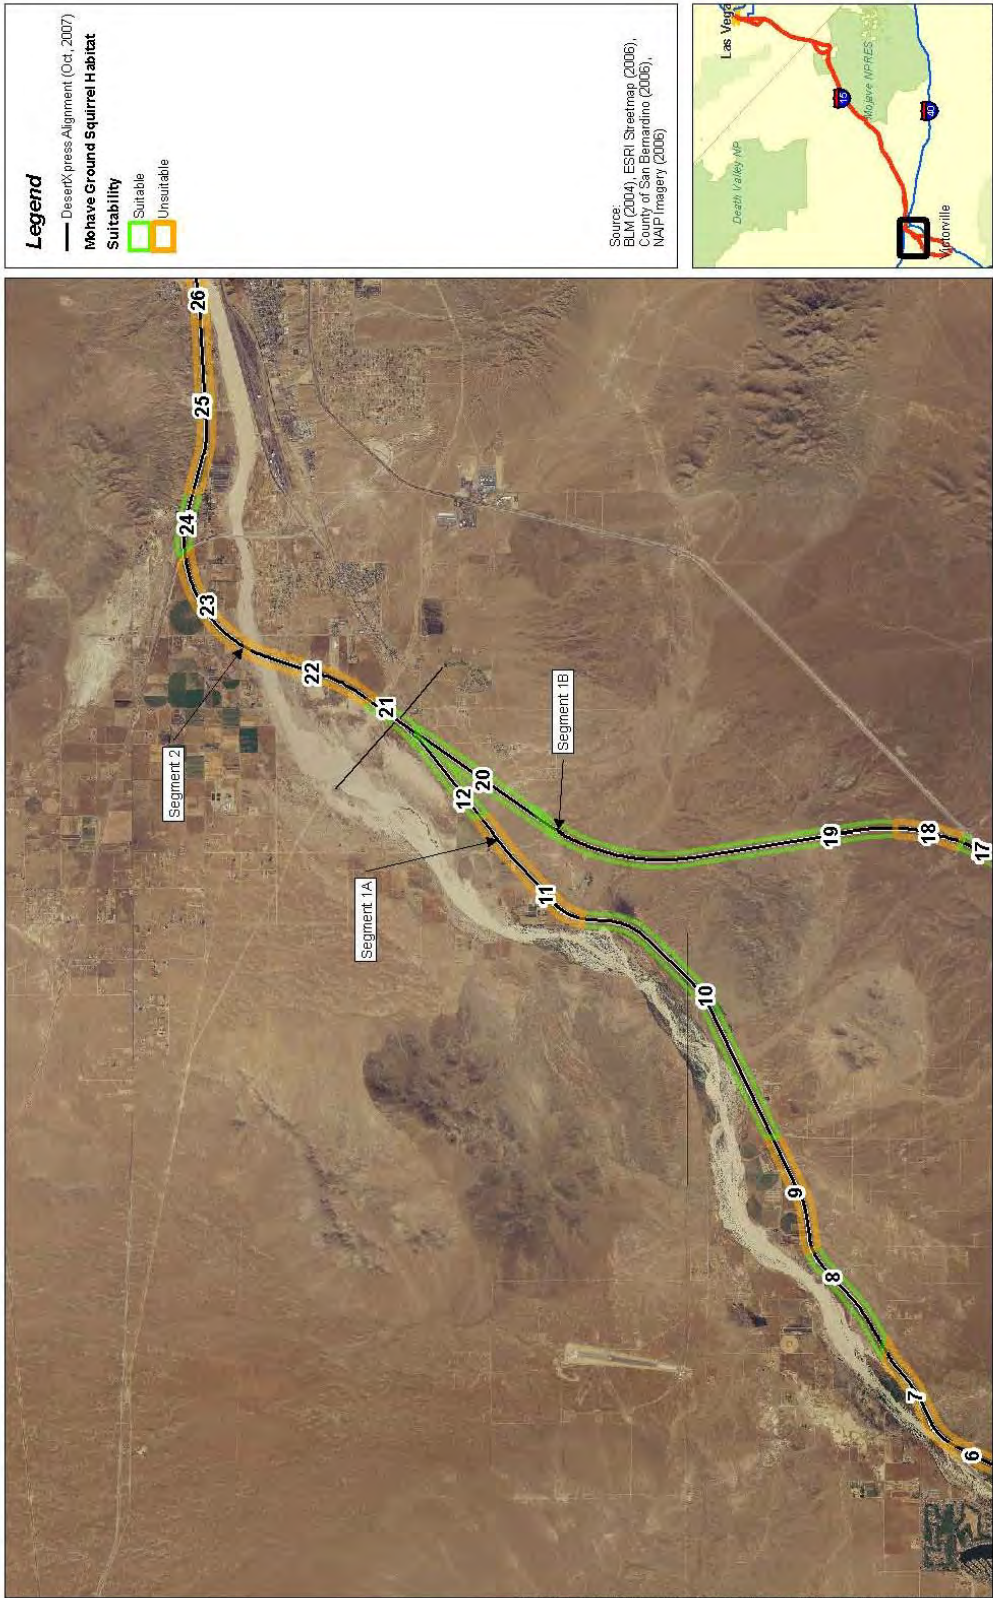 Legend
DesertXpress Alignment (Oct, 2007)
Mohave Ground Squirrel Habitat
Suitability
Suitable
Unsuitable
Source:
BLM (2004), ESRI Streetmap (2006),
County of San Bernardino (2006),
NAIP Imagery (2006)
Las Vegas
Death Valley NP
Mojave NPRES
15
40
Victorville
26
25
24
23
Segment 2
22
21
Segment 1B
20
12
Segment 1A
19
18
17
11
10
9
8
7
6